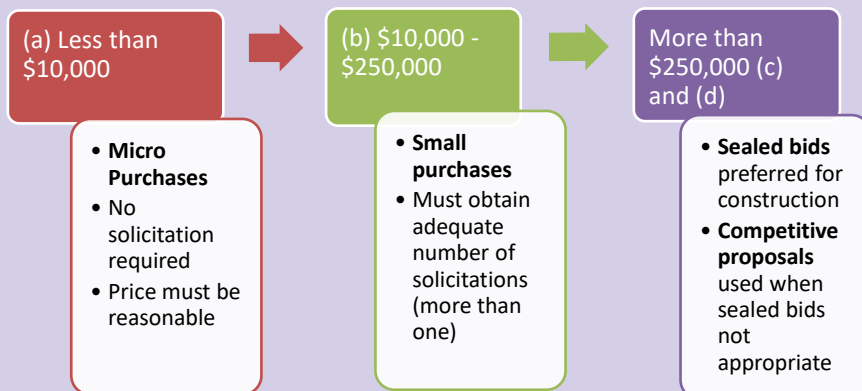 (a) Less than
$10,000
• Micro
Purchases
• No
solicitation
required
• Price must be
reasonable
(b) $10,000 -
$250,000
• Small
purchases
• Must obtain
adequate
number of
solicitations
(more than
one)
More than
$250,000 (c)
and (d)
• Sealed bids
preferred for
construction
• Competitive
proposals
used when
sealed bids
not
appropriate